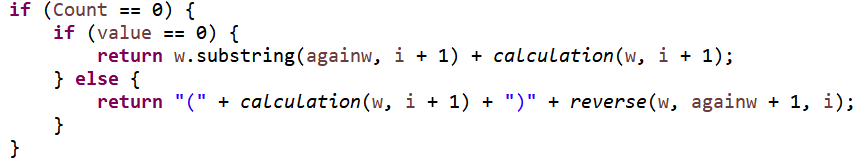 if (Count == 0) {
    if (value == 0) {
        return w.substring(againw, i + 1) + calculation(w, i + 1);
    } else {
        return "(" + calculation(w, i + 1) + ")" + reverse(w, againw + 1, i);
    }
}